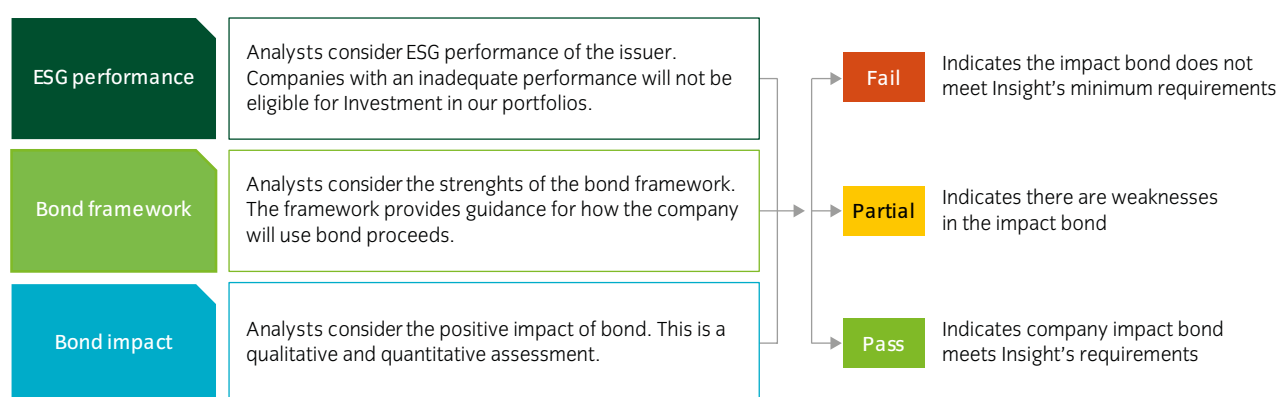 ESG performance
Analysts consider ESG performance of the issuer.
Companies with an inadequate performance will not be
eligible for Investment in our portfolios.
Bond framework
Analysts consider the strenghts of the bond framework.
The framework provides guidance for how the company
will use bond proceeds.
Bond impact
Analysts consider the positive impact of bond. This is a
qualitative and quantitative assessment.
Fail
Indicates the impact bond does not
meet Insight's minimum requirements
Partial
Indicates there are weaknesses
in the impact bond
Pass
Indicates company impact bond
meets Insight's requirements